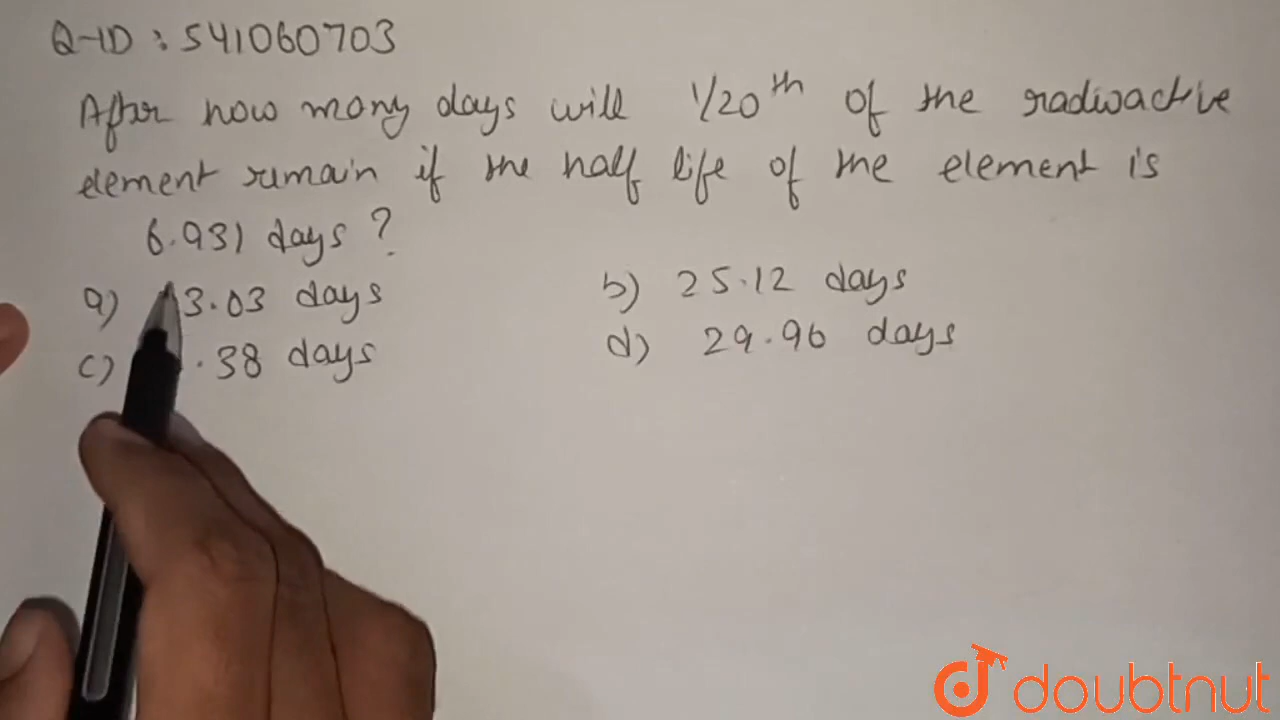 Q-ID : 541060703
After how many days will 1/20th of the radioactive
element remain if the half life of the element is
6.931 days ?
a) 3.03 days b) 25.12 days
c) .38 days d) 29.96 days
doubtnut